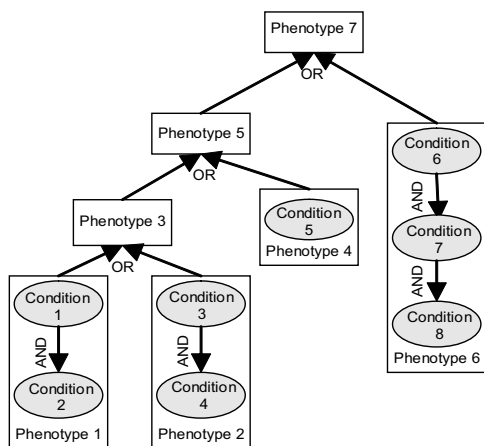 Phenotype 7
OR
Phenotype 5
OR
Phenotype 3
OR
Condition
1
AND
Condition
2
Phenotype 1
Condition
3
AND
Condition
4
Phenotype 2
Condition
5
Phenotype 4
Condition
6
AND
Condition
7
AND
Condition
8
Phenotype 6